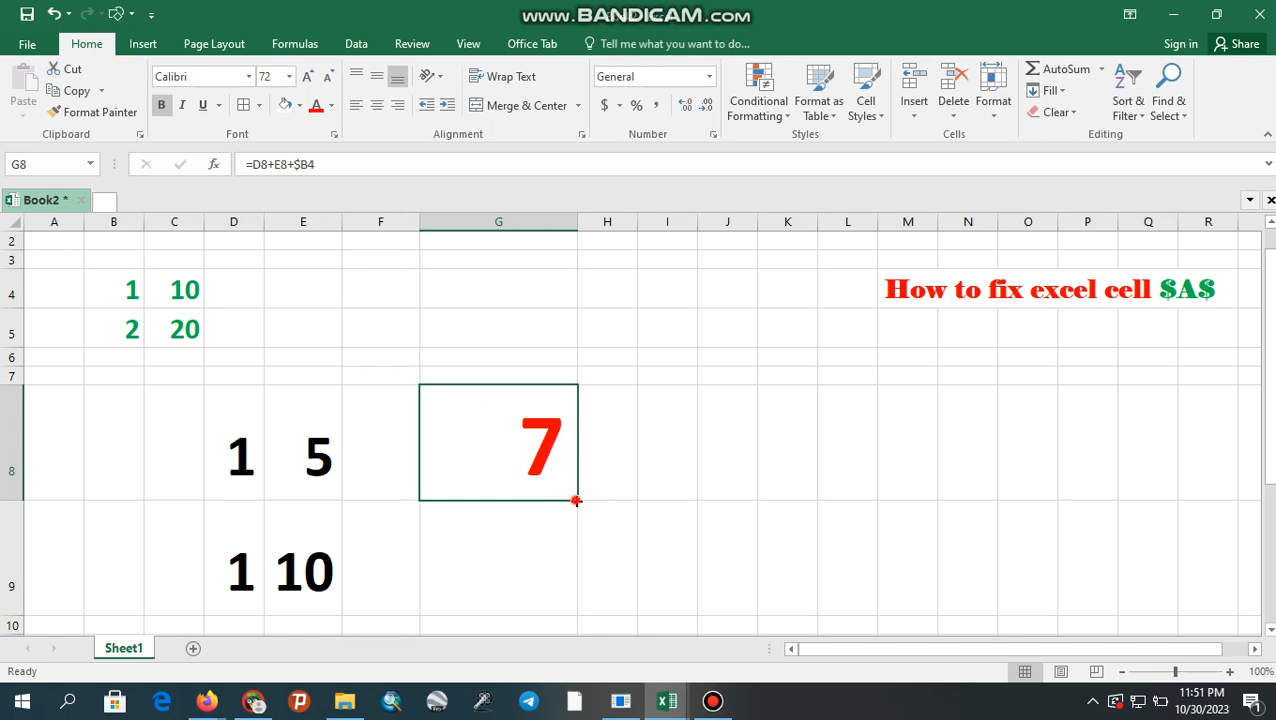 www.BANDICAM.com
File Home Insert Page Layout Formulas Data Review View Office Tab Tell me what you want to do... Sign in Share
Paste
Cut
Copy
Format Painter
Clipboard
Calibri 72 A A
B I U A
Font
Wrap Text
Merge & Center
Alignment
General
$ % ,
Number
Conditional Formatting
Format as Table
Cell Styles
Styles
Insert Delete Format
Cells
AutoSum
Fill
Clear
Sort & Filter
Find & Select
Editing
G8 fx =D8+E8+$B4
Book2 *
A B C D E F G H I J K L M N O P Q R
2
3
4 1 10 How to fix excel cell $A$
5 2 20
6
7
8 1 5 7
9 1 10
10
Sheet1
Ready 100%
11:51 PM
10/30/2023
1